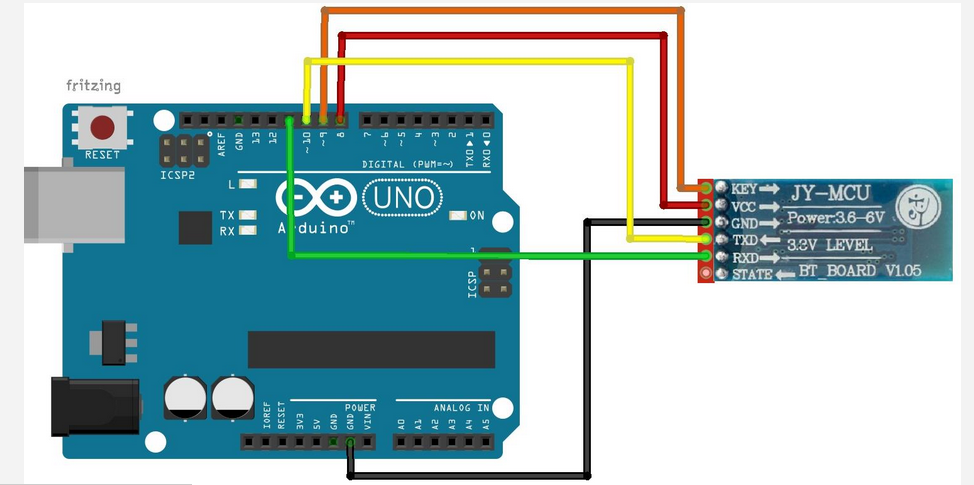 fritzing
RESET
ICSP2
AREF
GND
13
12
~10
~9
8
7
~6
~5
4
~3
2
TXD▶1
RXD◀0
DIGITAL (PWM=~)
L
TX
RX
UNO
Arduino™
ON
1
ICSP
KEY
VCC
GND
TXD
RXD
STATE
JY-MCU
Power:3.6-6V
3.3V LEVEL
BT_BOARD V1.05
POWER
ANALOG IN
IOREF
RESET
3V3
5V
GND
GND
VIN
A0
A1
A2
A3
A4
A5